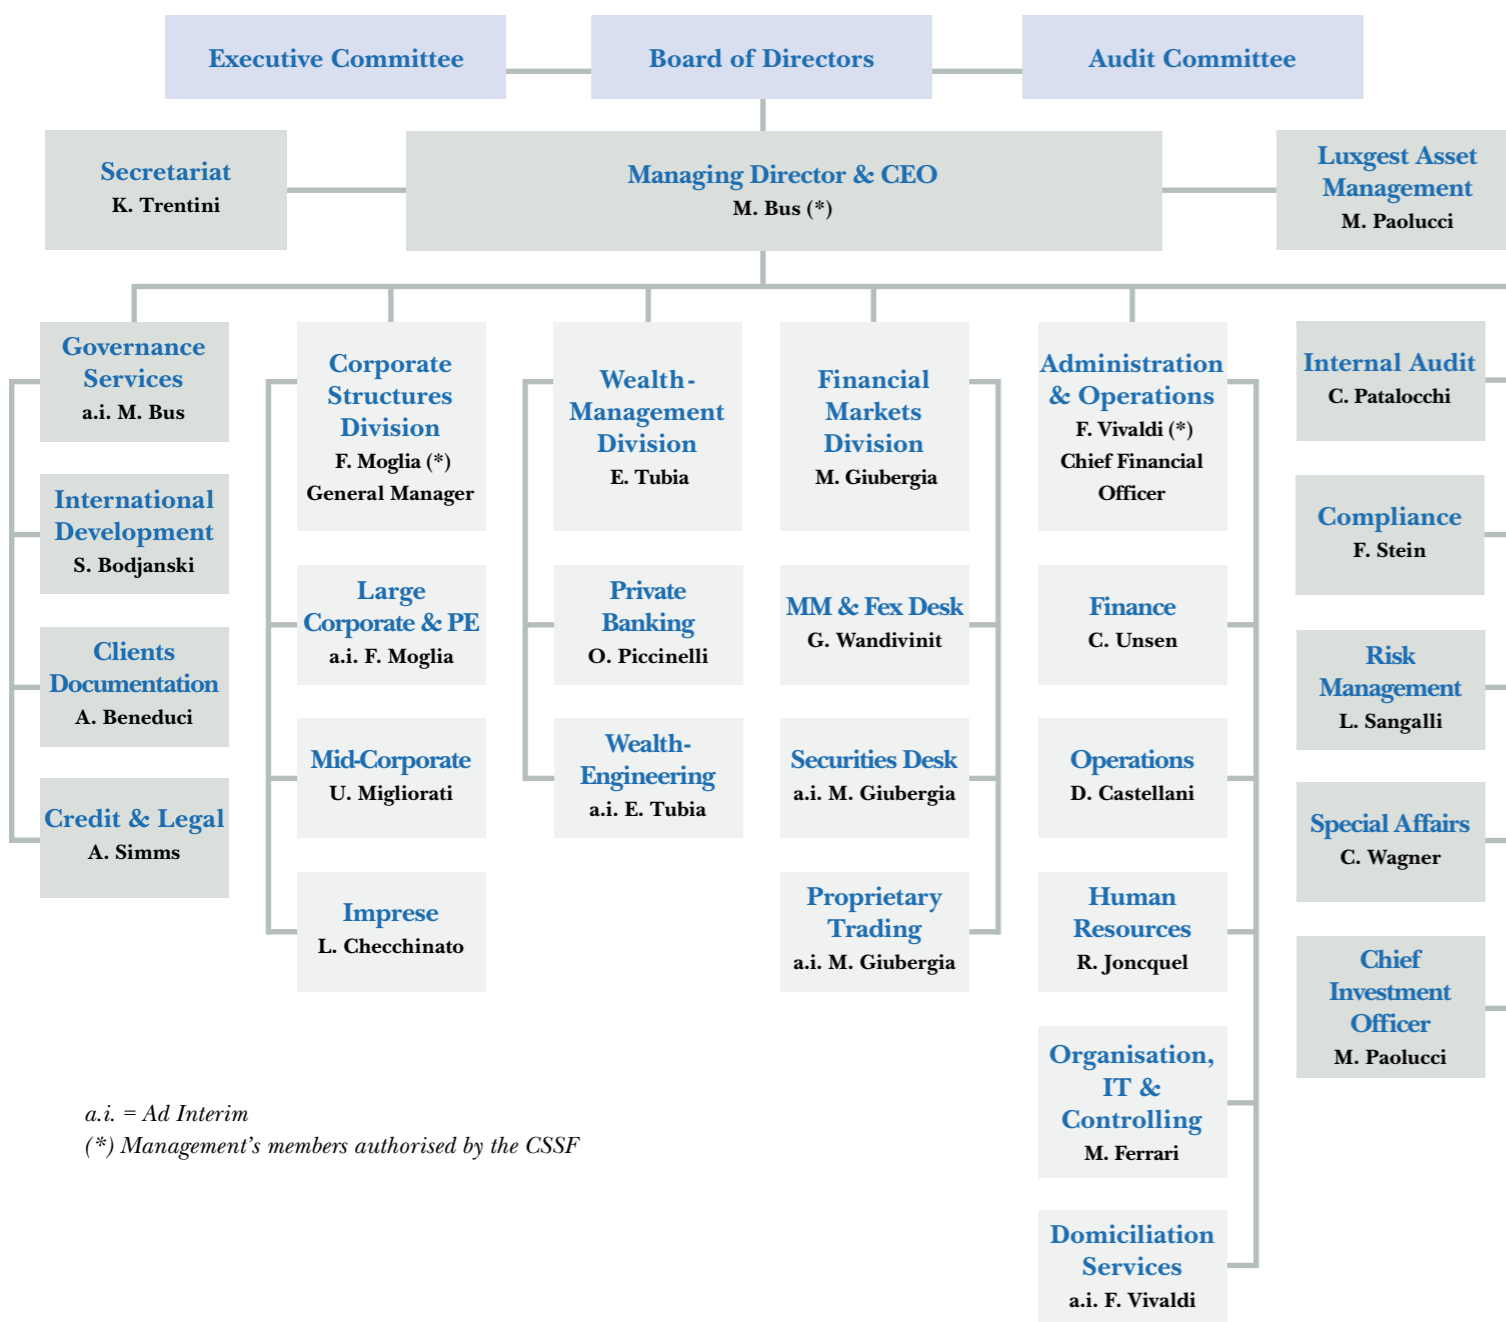 Executive Committee
Board of Directors
Audit Committee
Secretariat
K. Trentini
Managing Director & CEO
M. Bus (*)
Luxgest Asset
Management
M. Paolucci
Governance
Services
a.i. M. Bus
International
Development
S. Bodjanski
Clients
Documentation
A. Beneduci
Credit & Legal
A. Simms
Corporate
Structures
Division
F. Moglia (*)
General Manager
Large
Corporate & PE
a.i. F. Moglia
Mid-Corporate
U. Migliorati
Imprese
L. Checchinato
Wealth-
Management
Division
E. Tubia
Private
Banking
O. Piccinelli
Wealth-
Engineering
a.i. E. Tubia
Financial
Markets
Division
M. Giubergia
MM & Fex Desk
G. Wandivinit
Securities Desk
a.i. M. Giubergia
Proprietary
Trading
a.i. M. Giubergia
Administration
& Operations
F. Vivaldi (*)
Chief Financial
Officer
Finance
C. Unsen
Operations
D. Castellani
Human
Resources
R. Joncquel
Organisation,
IT &
Controlling
M. Ferrari
Domiciliation
Services
a.i. F. Vivaldi
Internal Audit
C. Patalocchi
Compliance
F. Stein
Risk
Management
L. Sangalli
Special Affairs
C. Wagner
Chief
Investment
Officer
M. Paolucci
a.i. = Ad Interim
(*) Management’s members authorised by the CSSF